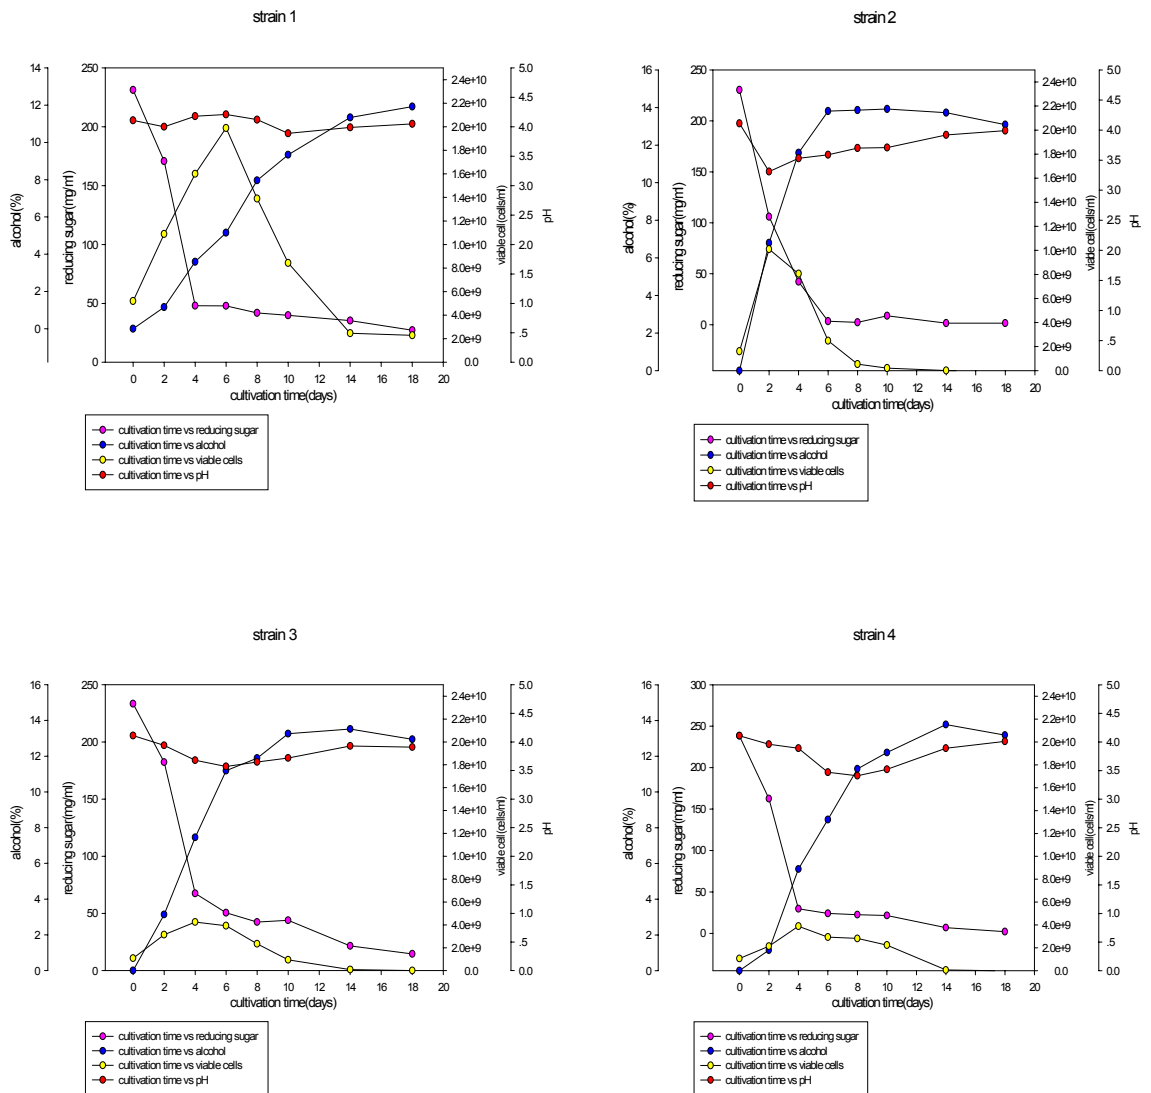 strain 1
14
12
10
8
6
4
2
0
alcohol(%)
250
200
150
100
50
0
reducing sugar(mg/ml)
2.4e+10
2.2e+10
2.0e+10
1.8e+10
1.6e+10
1.4e+10
1.2e+10
1.0e+10
8.0e+9
6.0e+9
4.0e+9
2.0e+9
0.0
viable cell(cells/ml)
5.0
4.5
4.0
3.5
3.0
2.5
2.0
1.5
1.0
.5
0.0
pH
0 2 4 6 8 10 12 14 16 18 20
cultivation time(days)
cultivation time vs reducing sugar
cultivation time vs alcohol
cultivation time vs viable cells
cultivation time vs pH
strain 2
16
14
12
10
8
6
4
2
0
alcohol(%)
250
200
150
100
50
0
reducing sugar(mg/ml)
2.4e+10
2.2e+10
2.0e+10
1.8e+10
1.6e+10
1.4e+10
1.2e+10
1.0e+10
8.0e+9
6.0e+9
4.0e+9
2.0e+9
0.0
viable cell(cells/ml)
5.0
4.5
4.0
3.5
3.0
2.5
2.0
1.5
1.0
.5
0.0
pH
0 2 4 6 8 10 12 14 16 18 20
cultivation time(days)
cultivation time vs reducing sugar
cultivation time vs alcohol
cultivation time vs viable cells
cultivation time vs pH
strain 3
16
14
12
10
8
6
4
2
0
alcohol(%)
250
200
150
100
50
0
reducing sugar(mg/ml)
2.4e+10
2.2e+10
2.0e+10
1.8e+10
1.6e+10
1.4e+10
1.2e+10
1.0e+10
8.0e+9
6.0e+9
4.0e+9
2.0e+9
0.0
viable cell(cells/ml)
5.0
4.5
4.0
3.5
3.0
2.5
2.0
1.5
1.0
.5
0.0
pH
0 2 4 6 8 10 12 14 16 18 20
cultivation time(days)
cultivation time vs reducing sugar
cultivation time vs alcohol
cultivation time vs viable cells
cultivation time vs pH
strain 4
16
14
12
10
8
6
4
2
0
alcohol(%)
300
250
200
150
100
50
0
reducing sugar(mg/ml)
2.4e+10
2.2e+10
2.0e+10
1.8e+10
1.6e+10
1.4e+10
1.2e+10
1.0e+10
8.0e+9
6.0e+9
4.0e+9
2.0e+9
0.0
viable cell(cells/ml)
5.0
4.5
4.0
3.5
3.0
2.5
2.0
1.5
1.0
.5
0.0
pH
0 2 4 6 8 10 12 14 16 18 20
cultivation time(days)
cultivation time vs reducing sugar
cultivation time vs alcohol
cultivation time vs viable cells
cultivation time vs pH